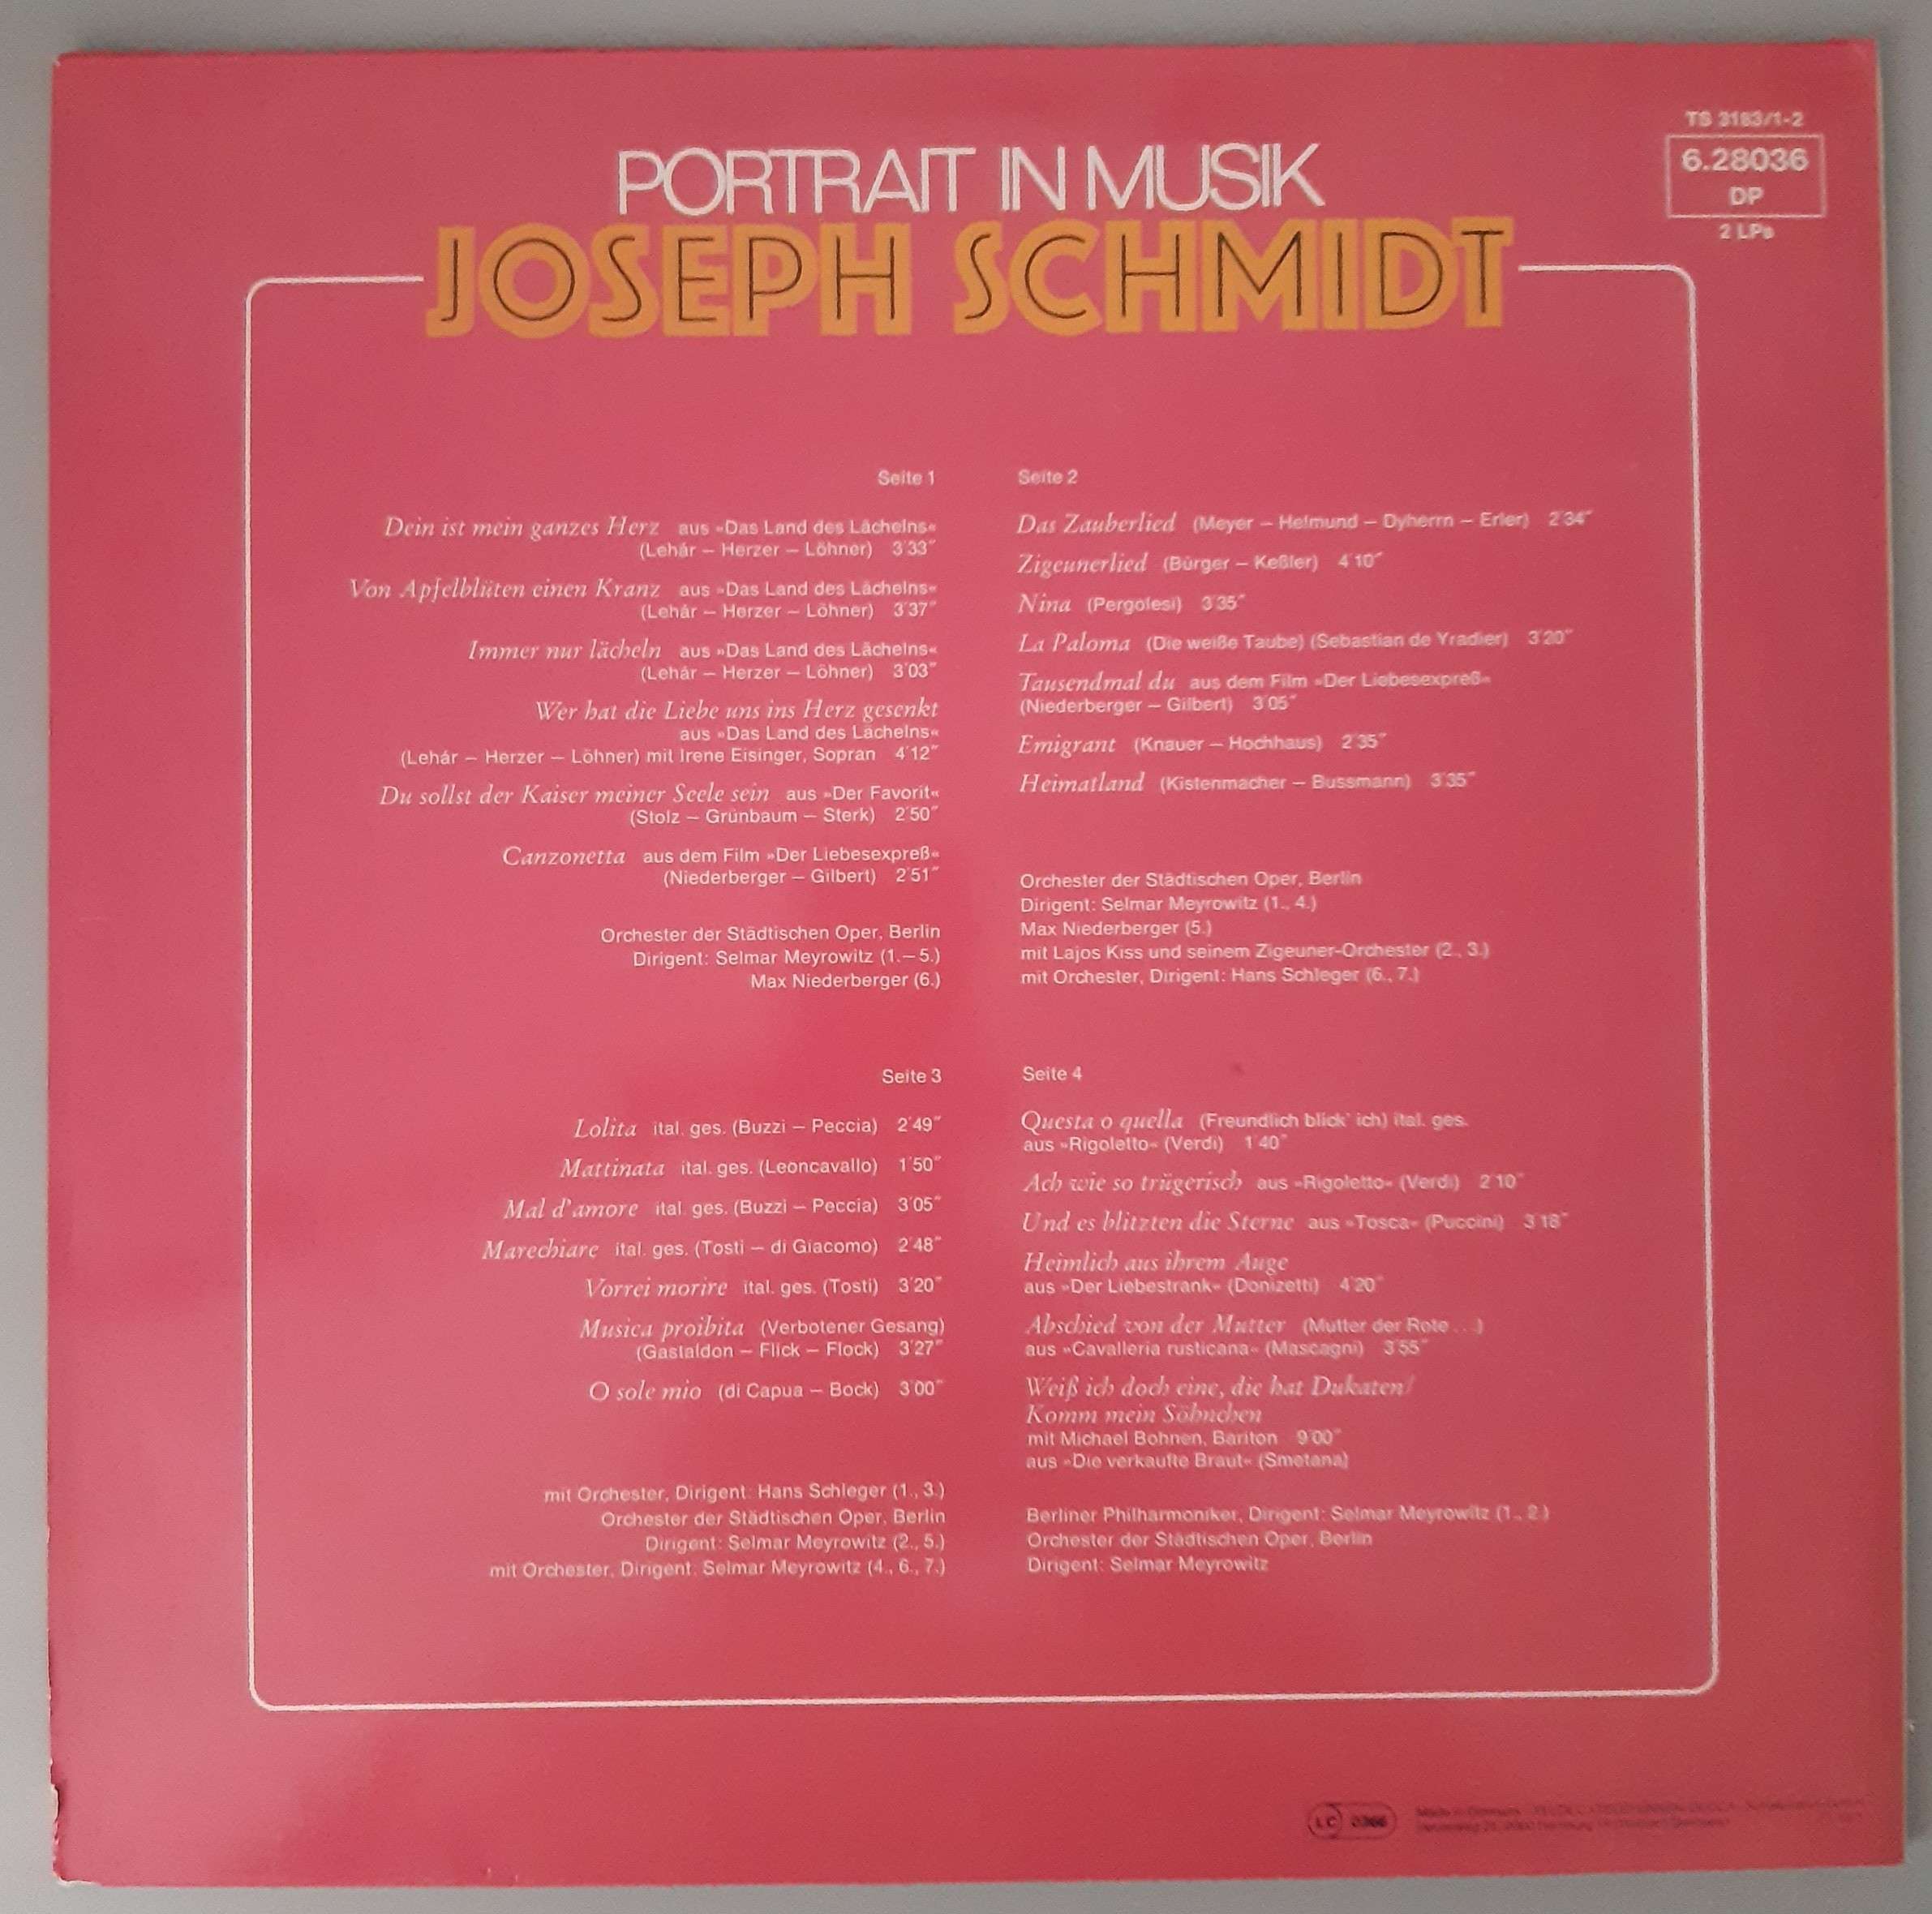 TS 3183/1-2
6.28036
DP
2 LPs
PORTRAIT IN MUSIK
JOSEPH SCHMIDT
Seite 1
Dein ist mein ganzes Herz aus »Das Land des Lächelns«
(Lehár – Herzer – Löhner) 3'33"
Von Apfelblüten einen Kranz aus »Das Land des Lächelns«
(Lehár – Herzer – Löhner) 3'37"
Immer nur lächeln aus »Das Land des Lächelns«
(Lehár – Herzer – Löhner) 3'03"
Wer hat die Liebe uns ins Herz gesenkt
aus »Das Land des Lächelns«
(Lehár – Herzer – Löhner) mit Irene Eisinger, Sopran 4'12"
Du sollst der Kaiser meiner Seele sein aus »Der Favorit«
(Stolz – Grünbaum – Sterk) 2'50"
Canzonetta aus dem Film »Der Liebesexpreß«
(Niederberger – Gilbert) 2'51"
Orchester der Städtischen Oper, Berlin
Dirigent: Selmar Meyrowitz (1.–5.)
Max Niederberger (6.)
Seite 2
Das Zauberlied (Meyer – Helmund – Dyherrn – Erler) 2'34"
Zigeunerlied (Bürger – Keßler) 4'10"
Nina (Pergolesi) 3'35"
La Paloma (Die weiße Taube) (Sebastian de Yradier) 3'20"
Tausendmal du aus dem Film »Der Liebesexpreß«
(Niederberger – Gilbert) 3'05"
Emigrant (Knauer – Hochhaus) 2'35"
Heimatland (Kistenmacher – Bussmann) 3'35"
Orchester der Städtischen Oper, Berlin
Dirigent: Selmar Meyrowitz (1., 4.)
Max Niederberger (5.)
mit Lajos Kiss und seinem Zigeuner-Orchester (2., 3.)
mit Orchester, Dirigent: Hans Schleger (6., 7.)
Seite 3
Lolita ital. ges. (Buzzi – Peccia) 2'49"
Mattinata ital. ges. (Leoncavallo) 1'50"
Mal d'amore ital. ges. (Buzzi – Peccia) 3'05"
Marechiare ital. ges. (Tosti – di Giacomo) 2'48"
Vorrei morire ital. ges. (Tosti) 3'20"
Musica proibita (Verbotener Gesang)
(Gastaldon – Flick – Flock) 3'27"
O sole mio (di Capua – Bock) 3'00"
mit Orchester, Dirigent: Hans Schleger (1., 3.)
Orchester der Städtischen Oper, Berlin
Dirigent: Selmar Meyrowitz (2., 5.)
mit Orchester, Dirigent: Selmar Meyrowitz (4., 6., 7.)
Seite 4
Questa o quella (Freundlich blick' ich) ital. ges.
aus »Rigoletto« (Verdi) 1'40"
Ach wie so trügerisch aus »Rigoletto« (Verdi) 2'10"
Und es blitzten die Sterne aus »Tosca« (Puccini) 3'18"
Heimlich aus ihrem Auge
aus »Der Liebestrank« (Donizetti) 4'20"
Abschied von der Mutter (Mutter der Rote . . .)
aus »Cavalleria rusticana« (Mascagni) 3'55"
Weiß ich doch eine, die hat Dukaten/
Komm mein Söhnchen
mit Michael Bohnen, Bariton 9'00"
aus »Die verkaufte Braut« (Smetana)
Berliner Philharmoniker, Dirigent: Selmar Meyrowitz (1., 2.)
Orchester der Städtischen Oper, Berlin
Dirigent: Selmar Meyrowitz
LC 0366
Made in Germany